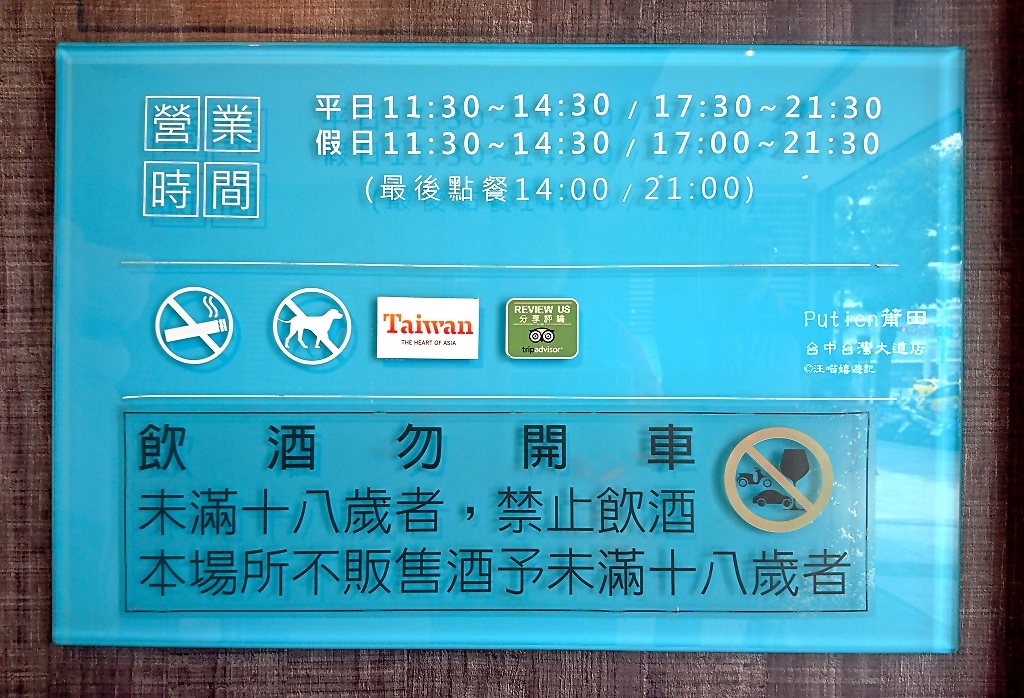 營業
時間
平日11:30~14:30 / 17:30~21:30
假日11:30~14:30 / 17:00~21:30
(最後點餐14:00 / 21:00)
Taiwan
THE HEART OF ASIA
REVIEW US
分享評論
tripadvisor
Putien莆田
台中台灣大道店
©汪喵嬉遊記
飲酒勿開車
未滿十八歲者，禁止飲酒
本場所不販售酒予未滿十八歲者